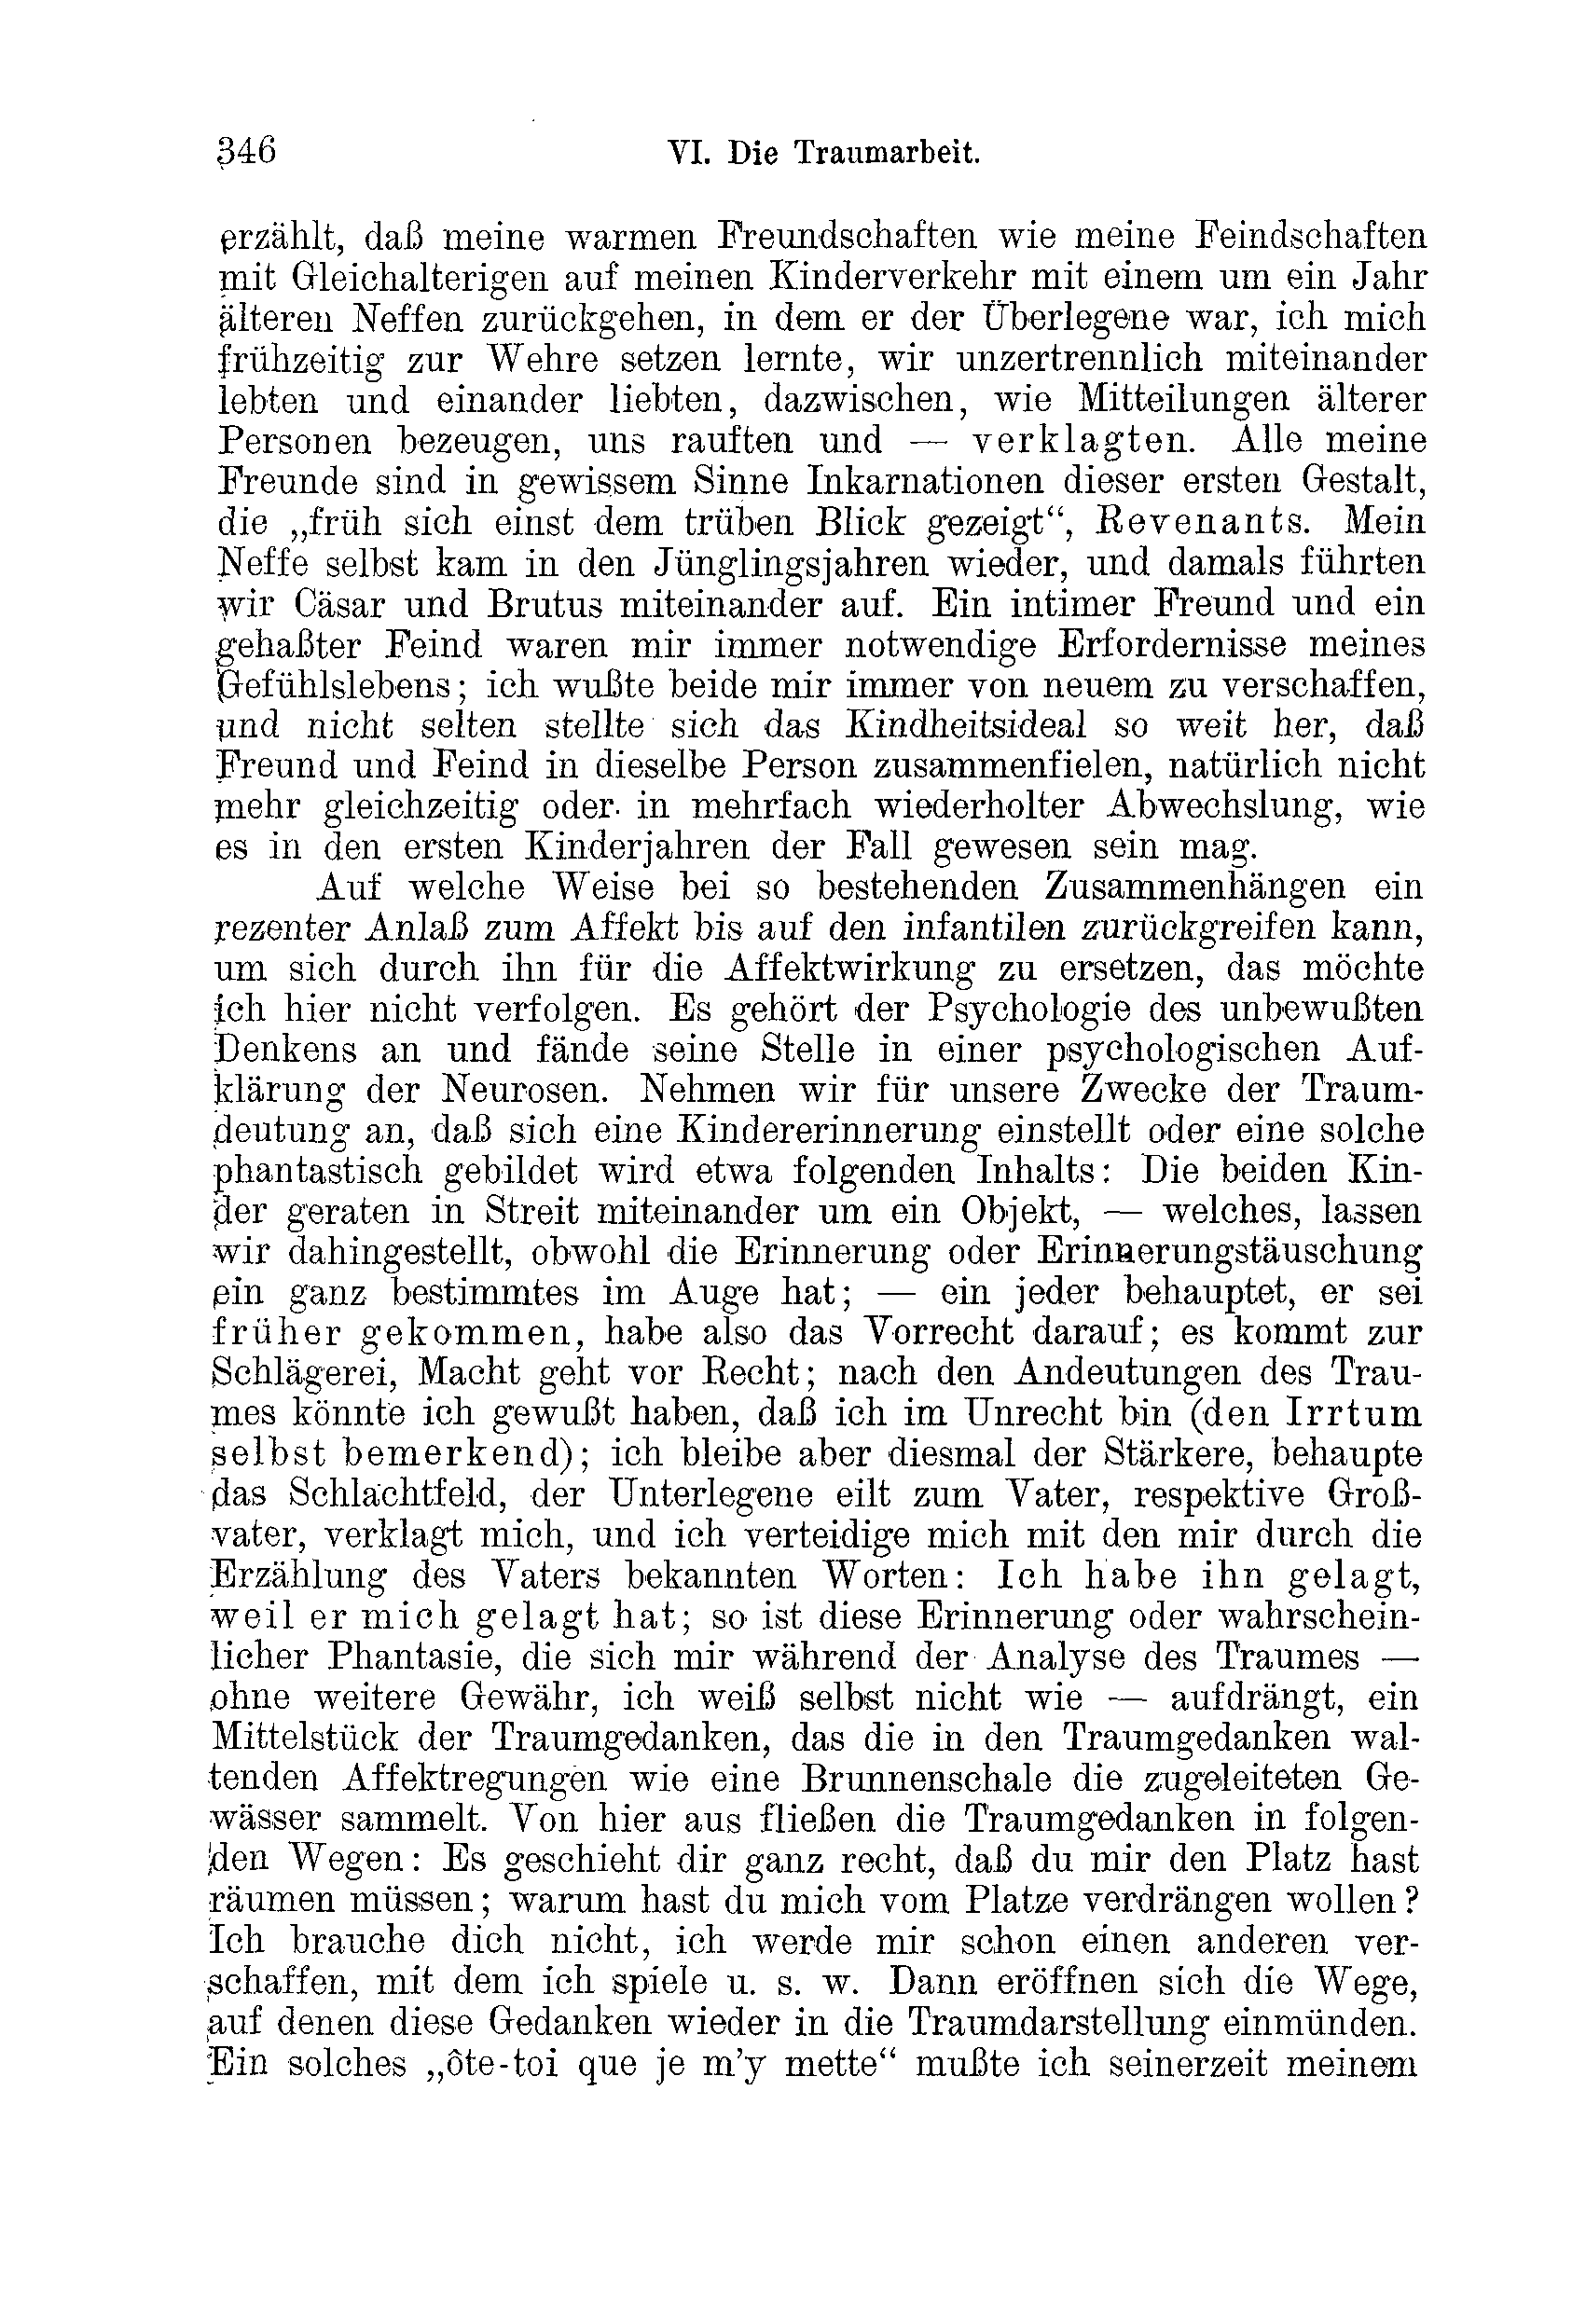 346
VI. Die Traumarbeit.
erzählt, daß meine warmen Freundschaften wie meine Feindschaften
mit Gleichalterigen auf meinen Kinderverkehr mit einem um ein Jahr
älteren Neffen zurückgehen, in dem er der Überlegene war, ich mich
frühzeitig zur Wehre setzen lernte, wir unzertrennlich miteinander
lebten und einander liebten, dazwischen, wie Mitteilungen älterer
Personen bezeugen, uns rauften und — verklagten. Alle meine
Freunde sind in gewissem Sinne Inkarnationen dieser ersten Gestalt,
die „früh sich einst dem trüben Blick gezeigt“, Revenants. Mein
Neffe selbst kam in den Jünglingsjahren wieder, und damals führten
wir Cäsar und Brutus miteinander auf. Ein intimer Freund und ein
gehaßter Feind waren mir immer notwendige Erfordernisse meines
Gefühlslebens; ich wußte beide mir immer von neuem zu verschaffen,
und nicht selten stellte sich das Kindheitsideal so weit her, daß
Freund und Feind in dieselbe Person zusammenfielen, natürlich nicht
mehr gleichzeitig oder in mehrfach wiederholter Abwechslung, wie
es in den ersten Kinderjahren der Fall gewesen sein mag.
Auf welche Weise bei so bestehenden Zusammenhängen ein
rezenter Anlaß zum Affekt bis auf den infantilen zurückgreifen kann,
um sich durch ihn für die Affektwirkung zu ersetzen, das möchte
ich hier nicht verfolgen. Es gehört der Psychologie des unbewußten
Denkens an und fände seine Stelle in einer psychologischen Auf-
klärung der Neurosen. Nehmen wir für unsere Zwecke der Traum-
deutung an, daß sich eine Kindererinnerung einstellt oder eine solche
phantastisch gebildet wird etwa folgenden Inhalts: Die beiden Kin-
der geraten in Streit miteinander um ein Objekt, — welches, lassen
wir dahingestellt, obwohl die Erinnerung oder Erinnerungstäuschung
ein ganz bestimmtes im Auge hat; — ein jeder behauptet, er sei
früher gekommen, habe also das Vorrecht darauf; es kommt zur
Schlägerei, Macht geht vor Recht; nach den Andeutungen des Trau-
mes könnte ich gewußt haben, daß ich im Unrecht bin (den Irrtum
selbst bemerkend); ich bleibe aber diesmal der Stärkere, behaupte
das Schlachtfeld, der Unterlegene eilt zum Vater, respektive Groß-
vater, verklagt mich, und ich verteidige mich mit den mir durch die
Erzählung des Vaters bekannten Worten: Ich habe ihn gelagt,
weil er mich gelagt hat; so ist diese Erinnerung oder wahrschein-
licher Phantasie, die sich mir während der Analyse des Traumes —
ohne weitere Gewähr, ich weiß selbst nicht wie — aufdrängt, ein
Mittelstück der Traumgedanken, das die in den Traumgedanken wal-
tenden Affektregungen wie eine Brunnenschale die zugeleiteten Ge-
wässer sammelt. Von hier aus fließen die Traumgedanken in folgen-
den Wegen: Es geschieht dir ganz recht, daß du mir den Platz hast
räumen müssen; warum hast du mich vom Platze verdrängen wollen?
Ich brauche dich nicht, ich werde mir schon einen anderen ver-
schaffen, mit dem ich spiele u. s. w. Dann eröffnen sich die Wege,
auf denen diese Gedanken wieder in die Traumdarstellung einmünden.
Ein solches „ôte-toi que je m’y mette“ mußte ich seinerzeit meinem